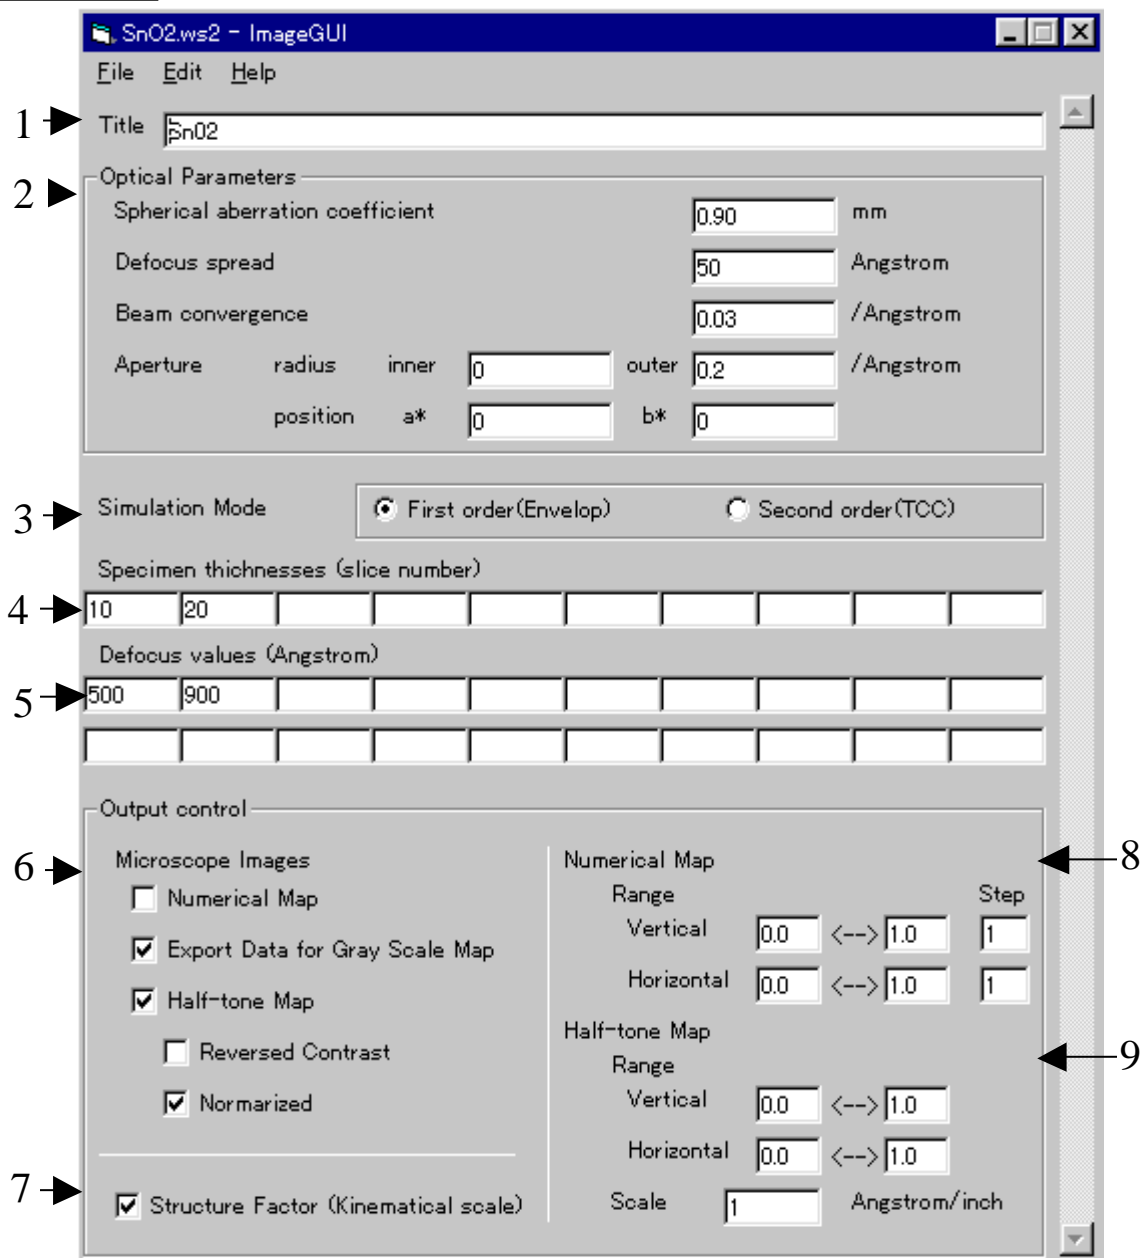 SnO2.ws2 - ImageGUI
File Edit Help
1 Title SnO2
2 Optical Parameters
Spherical aberration coefficient 0.90 mm
Defocus spread 50 Angstrom
Beam convergence 0.03 /Angstrom
Aperture radius inner 0 outer 0.2 /Angstrom
position a* 0 b* 0
3 Simulation Mode First order(Envelop) Second order(TCC)
Specimen thichnesses (slice number)
4 10 20
Defocus values (Angstrom)
5 500 900
Output control
6 Microscope Images
Numerical Map
Export Data for Gray Scale Map
Half-tone Map
Reversed Contrast
Normarized
7 Structure Factor (Kinematical scale)
Numerical Map 8
Range Step
Vertical 0.0 <--> 1.0 1
Horizontal 0.0 <--> 1.0 1
Half-tone Map 9
Range
Vertical 0.0 <--> 1.0
Horizontal 0.0 <--> 1.0
Scale 1 Angstrom/inch